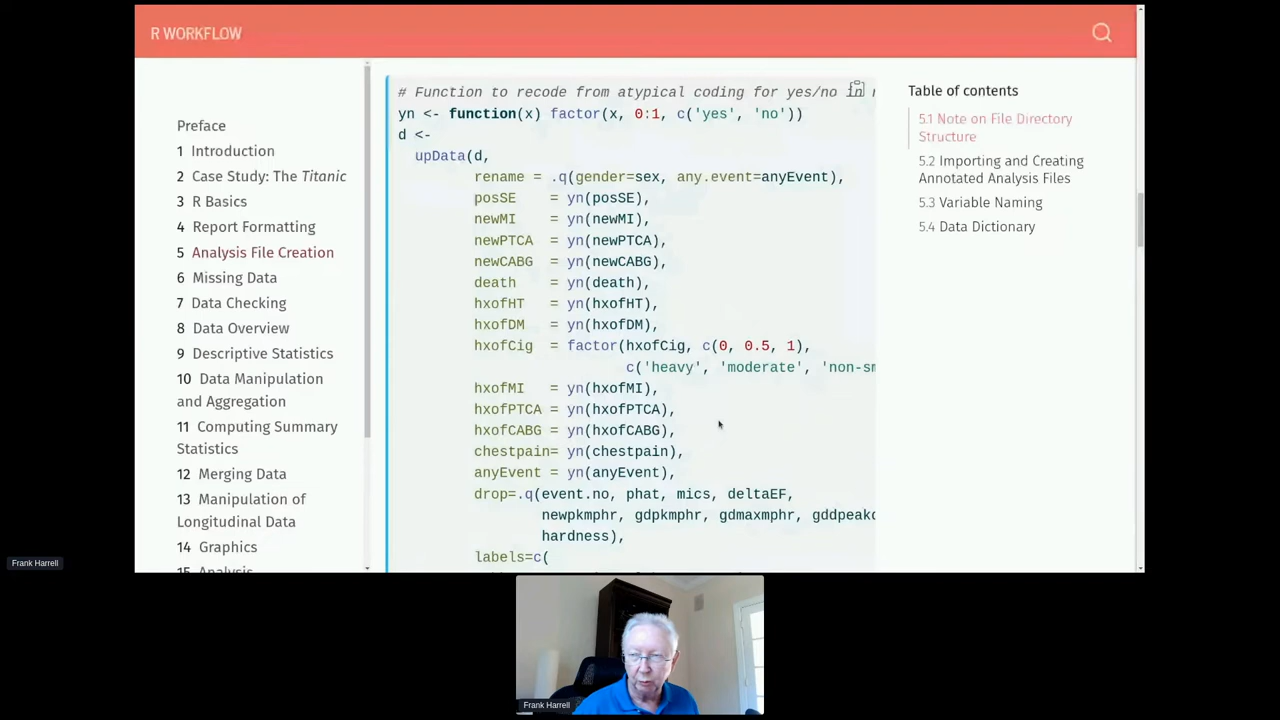 R WORKFLOW
Preface
1 Introduction
2 Case Study: The Titanic
3 R Basics
4 Report Formatting
5 Analysis File Creation
6 Missing Data
7 Data Checking
8 Data Overview
9 Descriptive Statistics
10 Data Manipulation
and Aggregation
11 Computing Summary
Statistics
12 Merging Data
13 Manipulation of
Longitudinal Data
14 Graphics
15 Analysis
# Function to recode from atypical coding for yes/no in
yn <- function(x) factor(x, 0:1, c('yes', 'no'))
d <-
upData(d,
rename = .q(gender=sex, any.event=anyEvent),
posSE = yn(posSE),
newMI = yn(newMI),
newPTCA = yn(newPTCA),
newCABG = yn(newCABG),
death = yn(death),
hxofHT = yn(hxofHT),
hxofDM = yn(hxofDM),
hxofCig = factor(hxofCig, c(0, 0.5, 1),
c('heavy', 'moderate', 'non-sm
hxofMI = yn(hxofMI),
hxofPTCA = yn(hxofPTCA),
hxofCABG = yn(hxofCABG),
chestpain= yn(chestpain),
anyEvent = yn(anyEvent),
drop=.q(event.no, phat, mics, deltaEF,
newpkmphr, gdpkmphr, gdmaxmphr, gddpeakd
hardness),
labels=c(
Table of contents
5.1 Note on File Directory
Structure
5.2 Importing and Creating
Annotated Analysis Files
5.3 Variable Naming
5.4 Data Dictionary
Frank Harrell
Frank Harrell